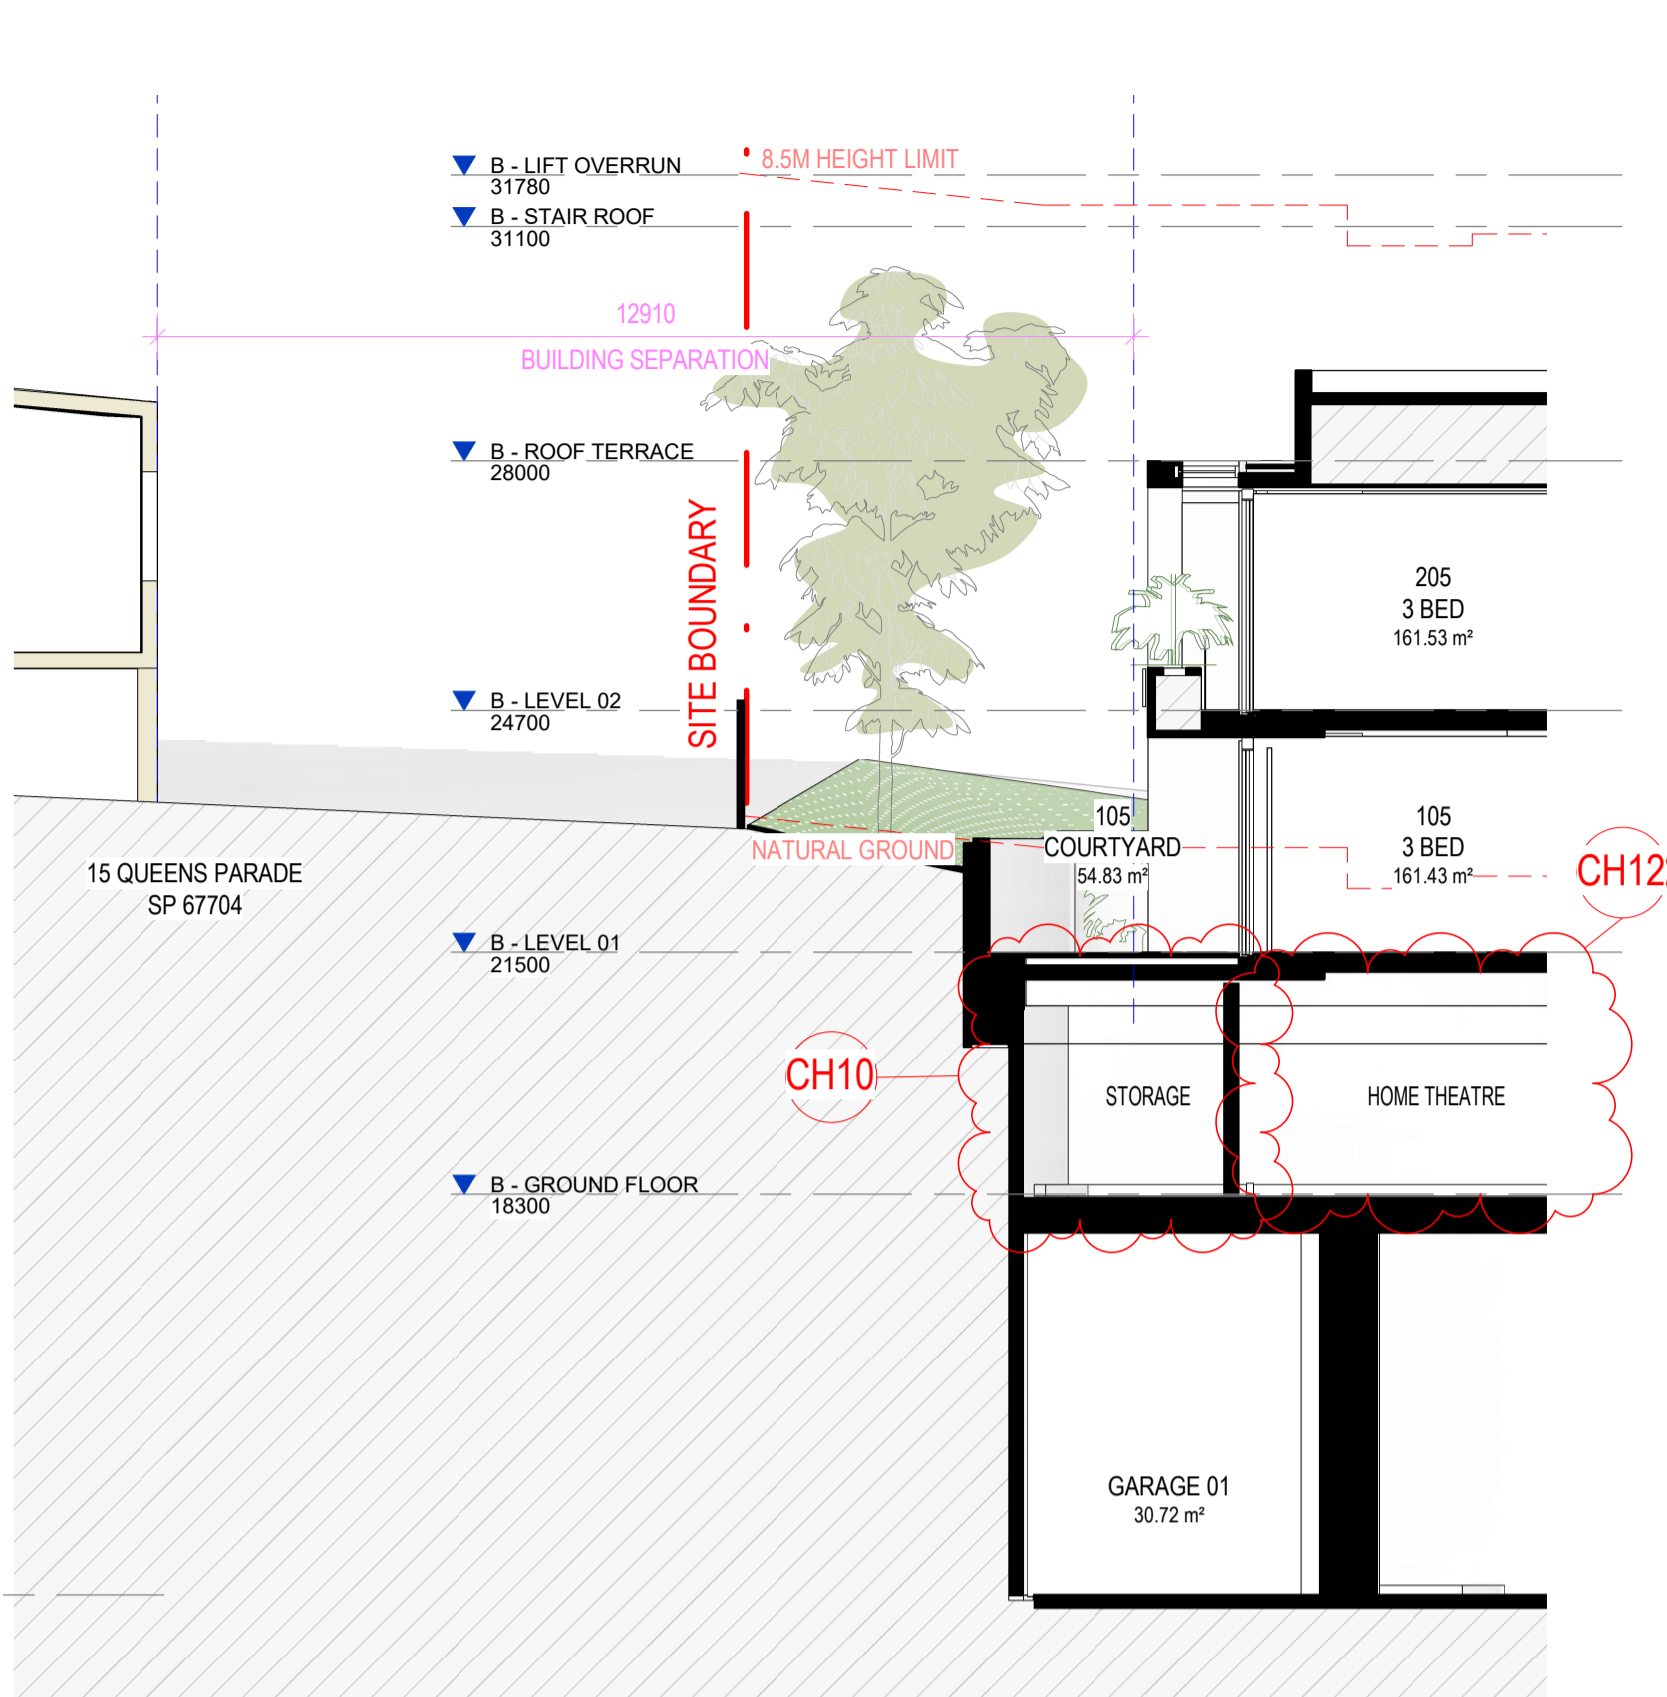 B - LIFT OVERRUN
31780
8.5M HEIGHT LIMIT
B - STAIR ROOF
31100
12910
BUILDING SEPARATION
B - ROOF TERRACE
28000
SITE BOUNDARY
205
3 BED
161.53 m²
B - LEVEL 02
24700
NATURAL GROUND
105
COURTYARD
54.83 m²
105
3 BED
161.43 m²
15 QUEENS PARADE
SP 67704
B - LEVEL 01
21500
CH10
STORAGE
HOME THEATRE
B - GROUND FLOOR
18300
GARAGE 01
30.72 m²